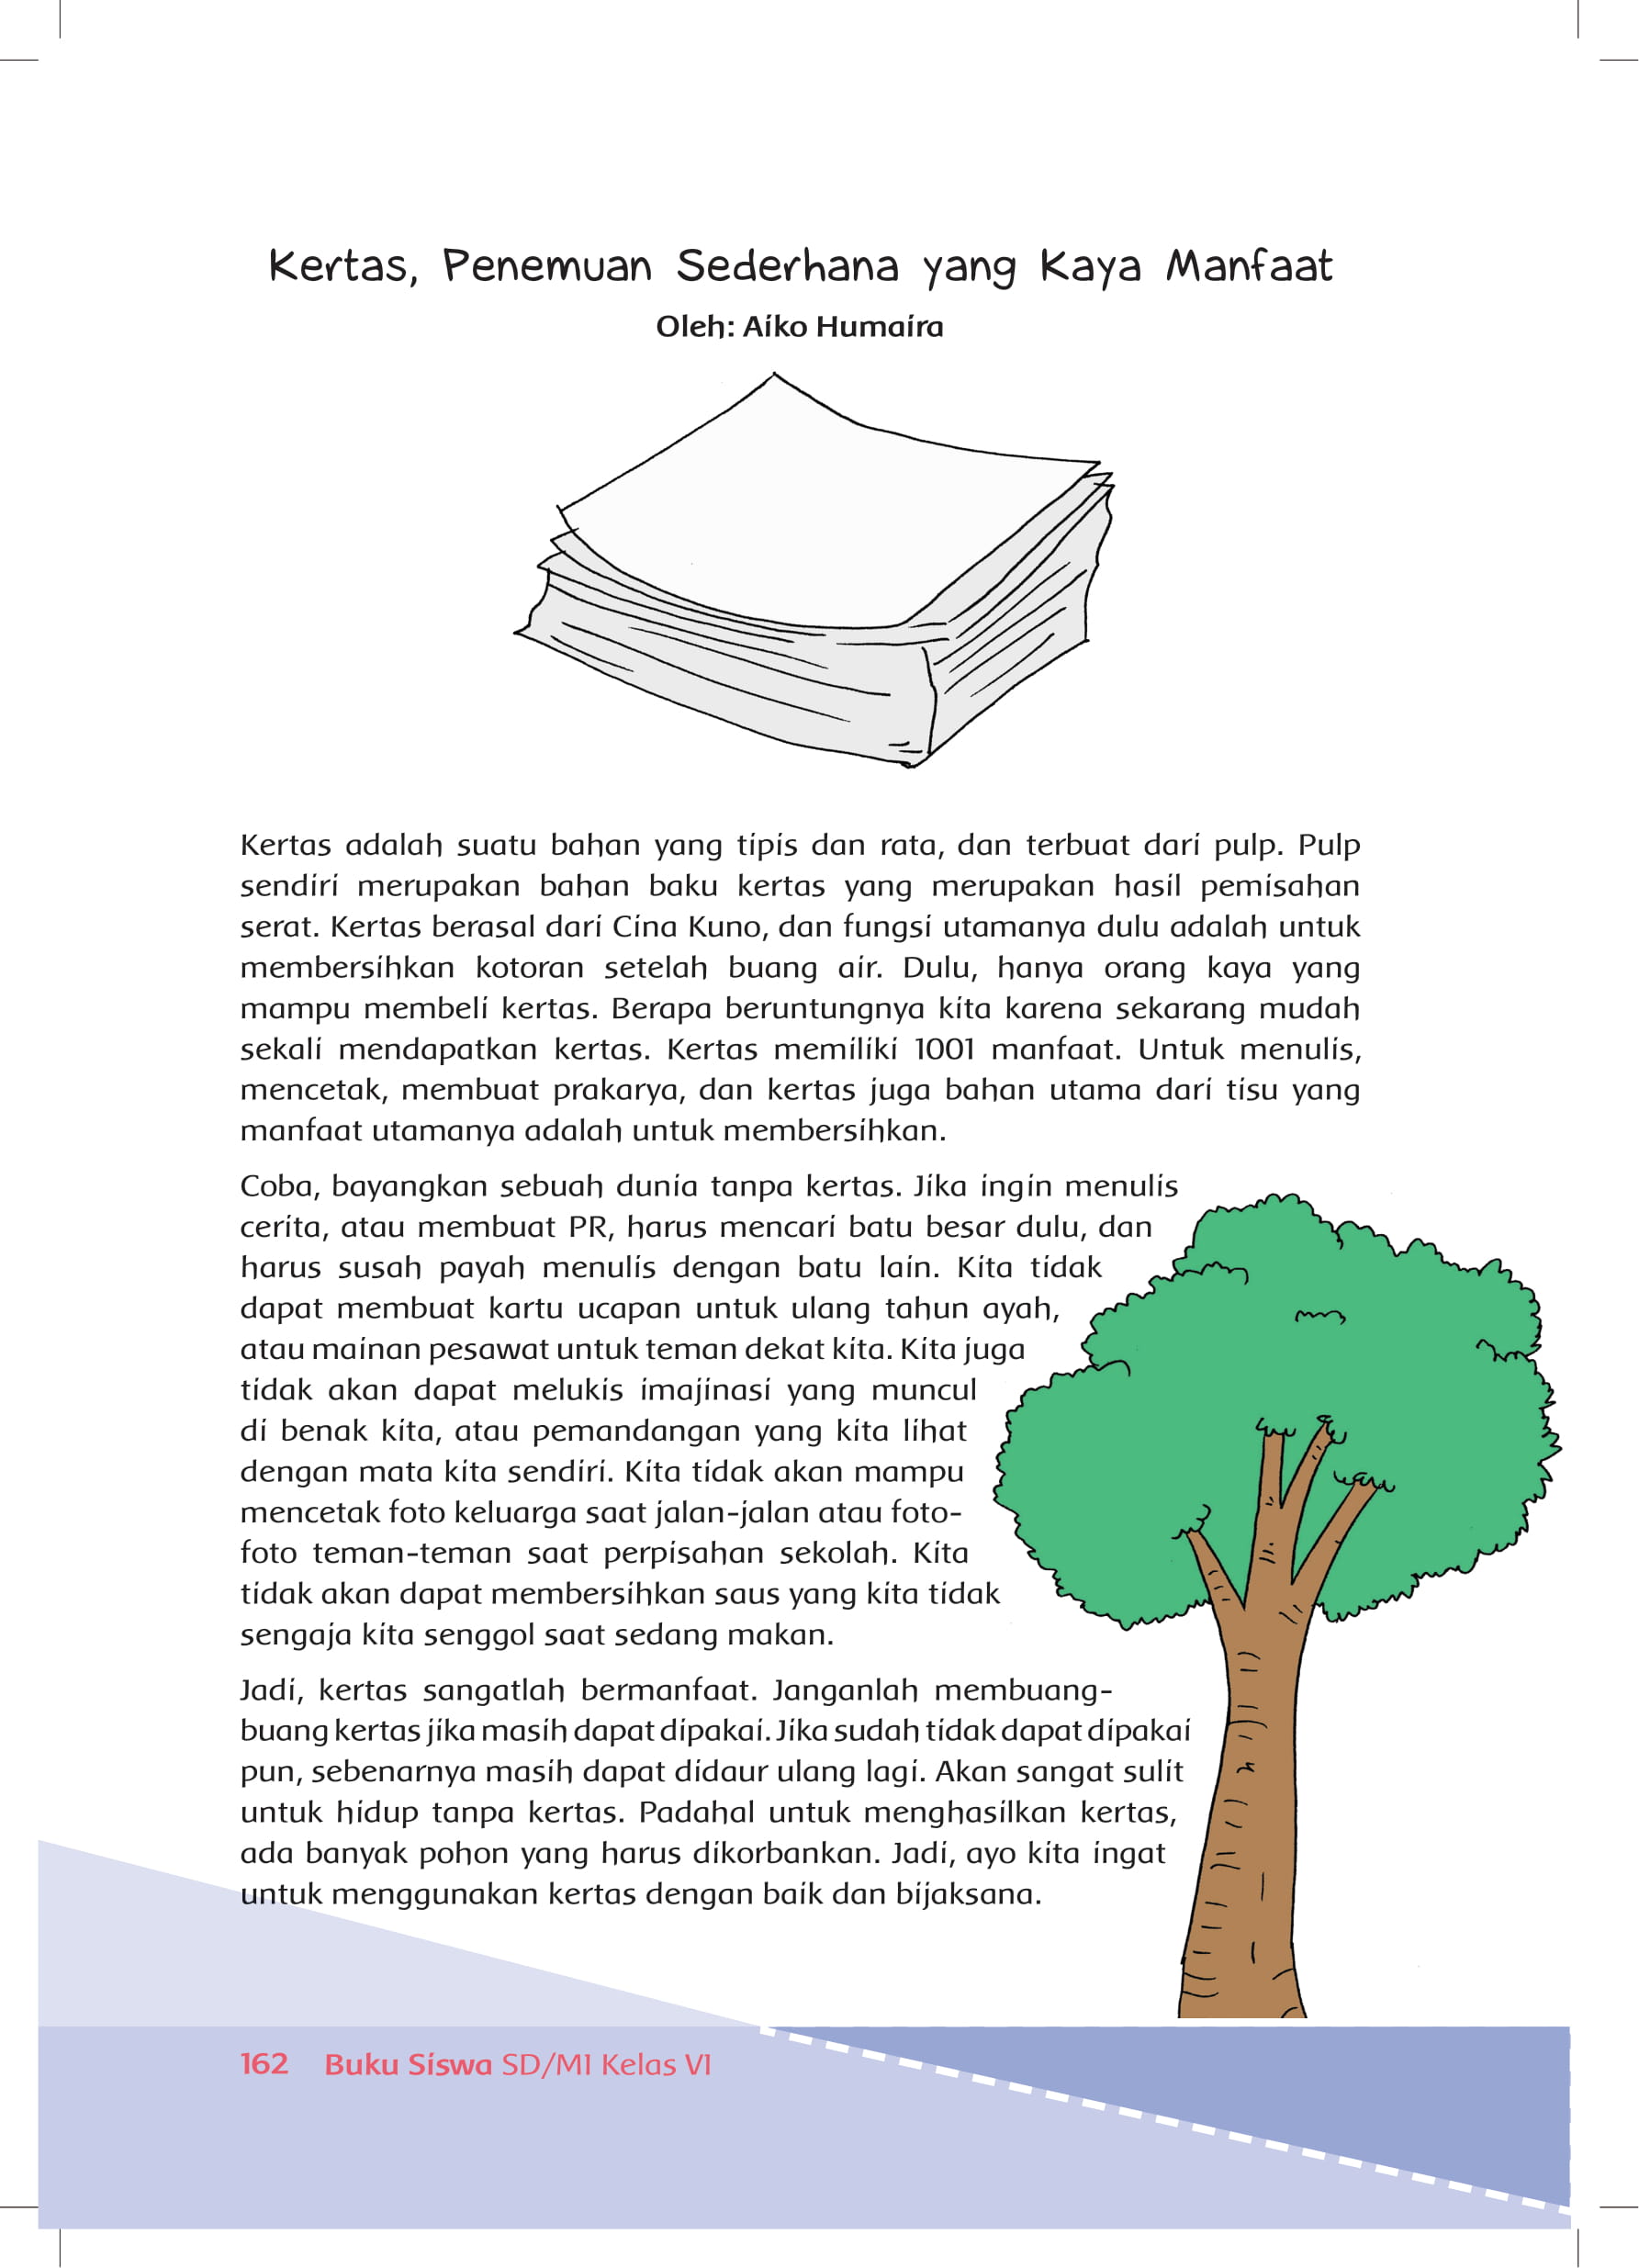 Kertas, Penemuan Sederhana yang Kaya Manfaat
Oleh: Aiko Humaira
Kertas adalah suatu bahan yang tipis dan rata, dan terbuat dari pulp. Pulp
sendiri merupakan bahan baku kertas yang merupakan hasil pemisahan
serat. Kertas berasal dari Cina Kuno, dan fungsi utamanya dulu adalah untuk
membersihkan kotoran setelah buang air. Dulu, hanya orang kaya yang
mampu membeli kertas. Berapa beruntungnya kita karena sekarang mudah
sekali mendapatkan kertas. Kertas memiliki 1001 manfaat. Untuk menulis,
mencetak, membuat prakarya, dan kertas juga bahan utama dari tisu yang
manfaat utamanya adalah untuk membersihkan.
Coba, bayangkan sebuah dunia tanpa kertas. Jika ingin menulis
cerita, atau membuat PR, harus mencari batu besar dulu, dan
harus susah payah menulis dengan batu lain. Kita tidak
dapat membuat kartu ucapan untuk ulang tahun ayah,
atau mainan pesawat untuk teman dekat kita. Kita juga
tidak akan dapat melukis imajinasi yang muncul
di benak kita, atau pemandangan yang kita lihat
dengan mata kita sendiri. Kita tidak akan mampu
mencetak foto keluarga saat jalan-jalan atau foto-
foto teman-teman saat perpisahan sekolah. Kita
tidak akan dapat membersihkan saus yang kita tidak
sengaja kita senggol saat sedang makan.
Jadi, kertas sangatlah bermanfaat. Janganlah membuang-
buang kertas jika masih dapat dipakai. Jika sudah tidak dapat dipakai
pun, sebenarnya masih dapat didaur ulang lagi. Akan sangat sulit
untuk hidup tanpa kertas. Padahal untuk menghasilkan kertas,
ada banyak pohon yang harus dikorbankan. Jadi, ayo kita ingat
untuk menggunakan kertas dengan baik dan bijaksana.
162 Buku Siswa SD/MI Kelas VI